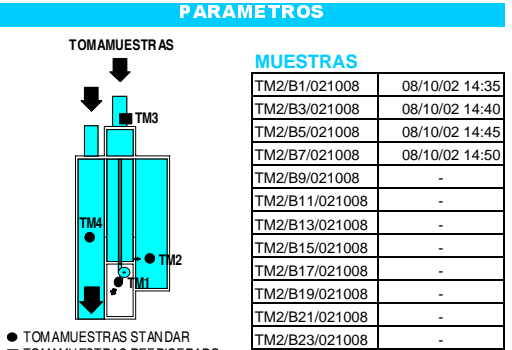 PARAMETROS
TOMAMUESTRAS
TM3
TM4
TM2
TM1
TOMAMUESTRAS STANDAR
TOMAMUESTRAS REFRIGERADO
MUESTRAS
TM2/B1/021008 08/10/02 14:35
TM2/B3/021008 08/10/02 14:40
TM2/B5/021008 08/10/02 14:45
TM2/B7/021008 08/10/02 14:50
TM2/B9/021008 -
TM2/B11/021008 -
TM2/B13/021008 -
TM2/B15/021008 -
TM2/B17/021008 -
TM2/B19/021008 -
TM2/B21/021008 -
TM2/B23/021008 -